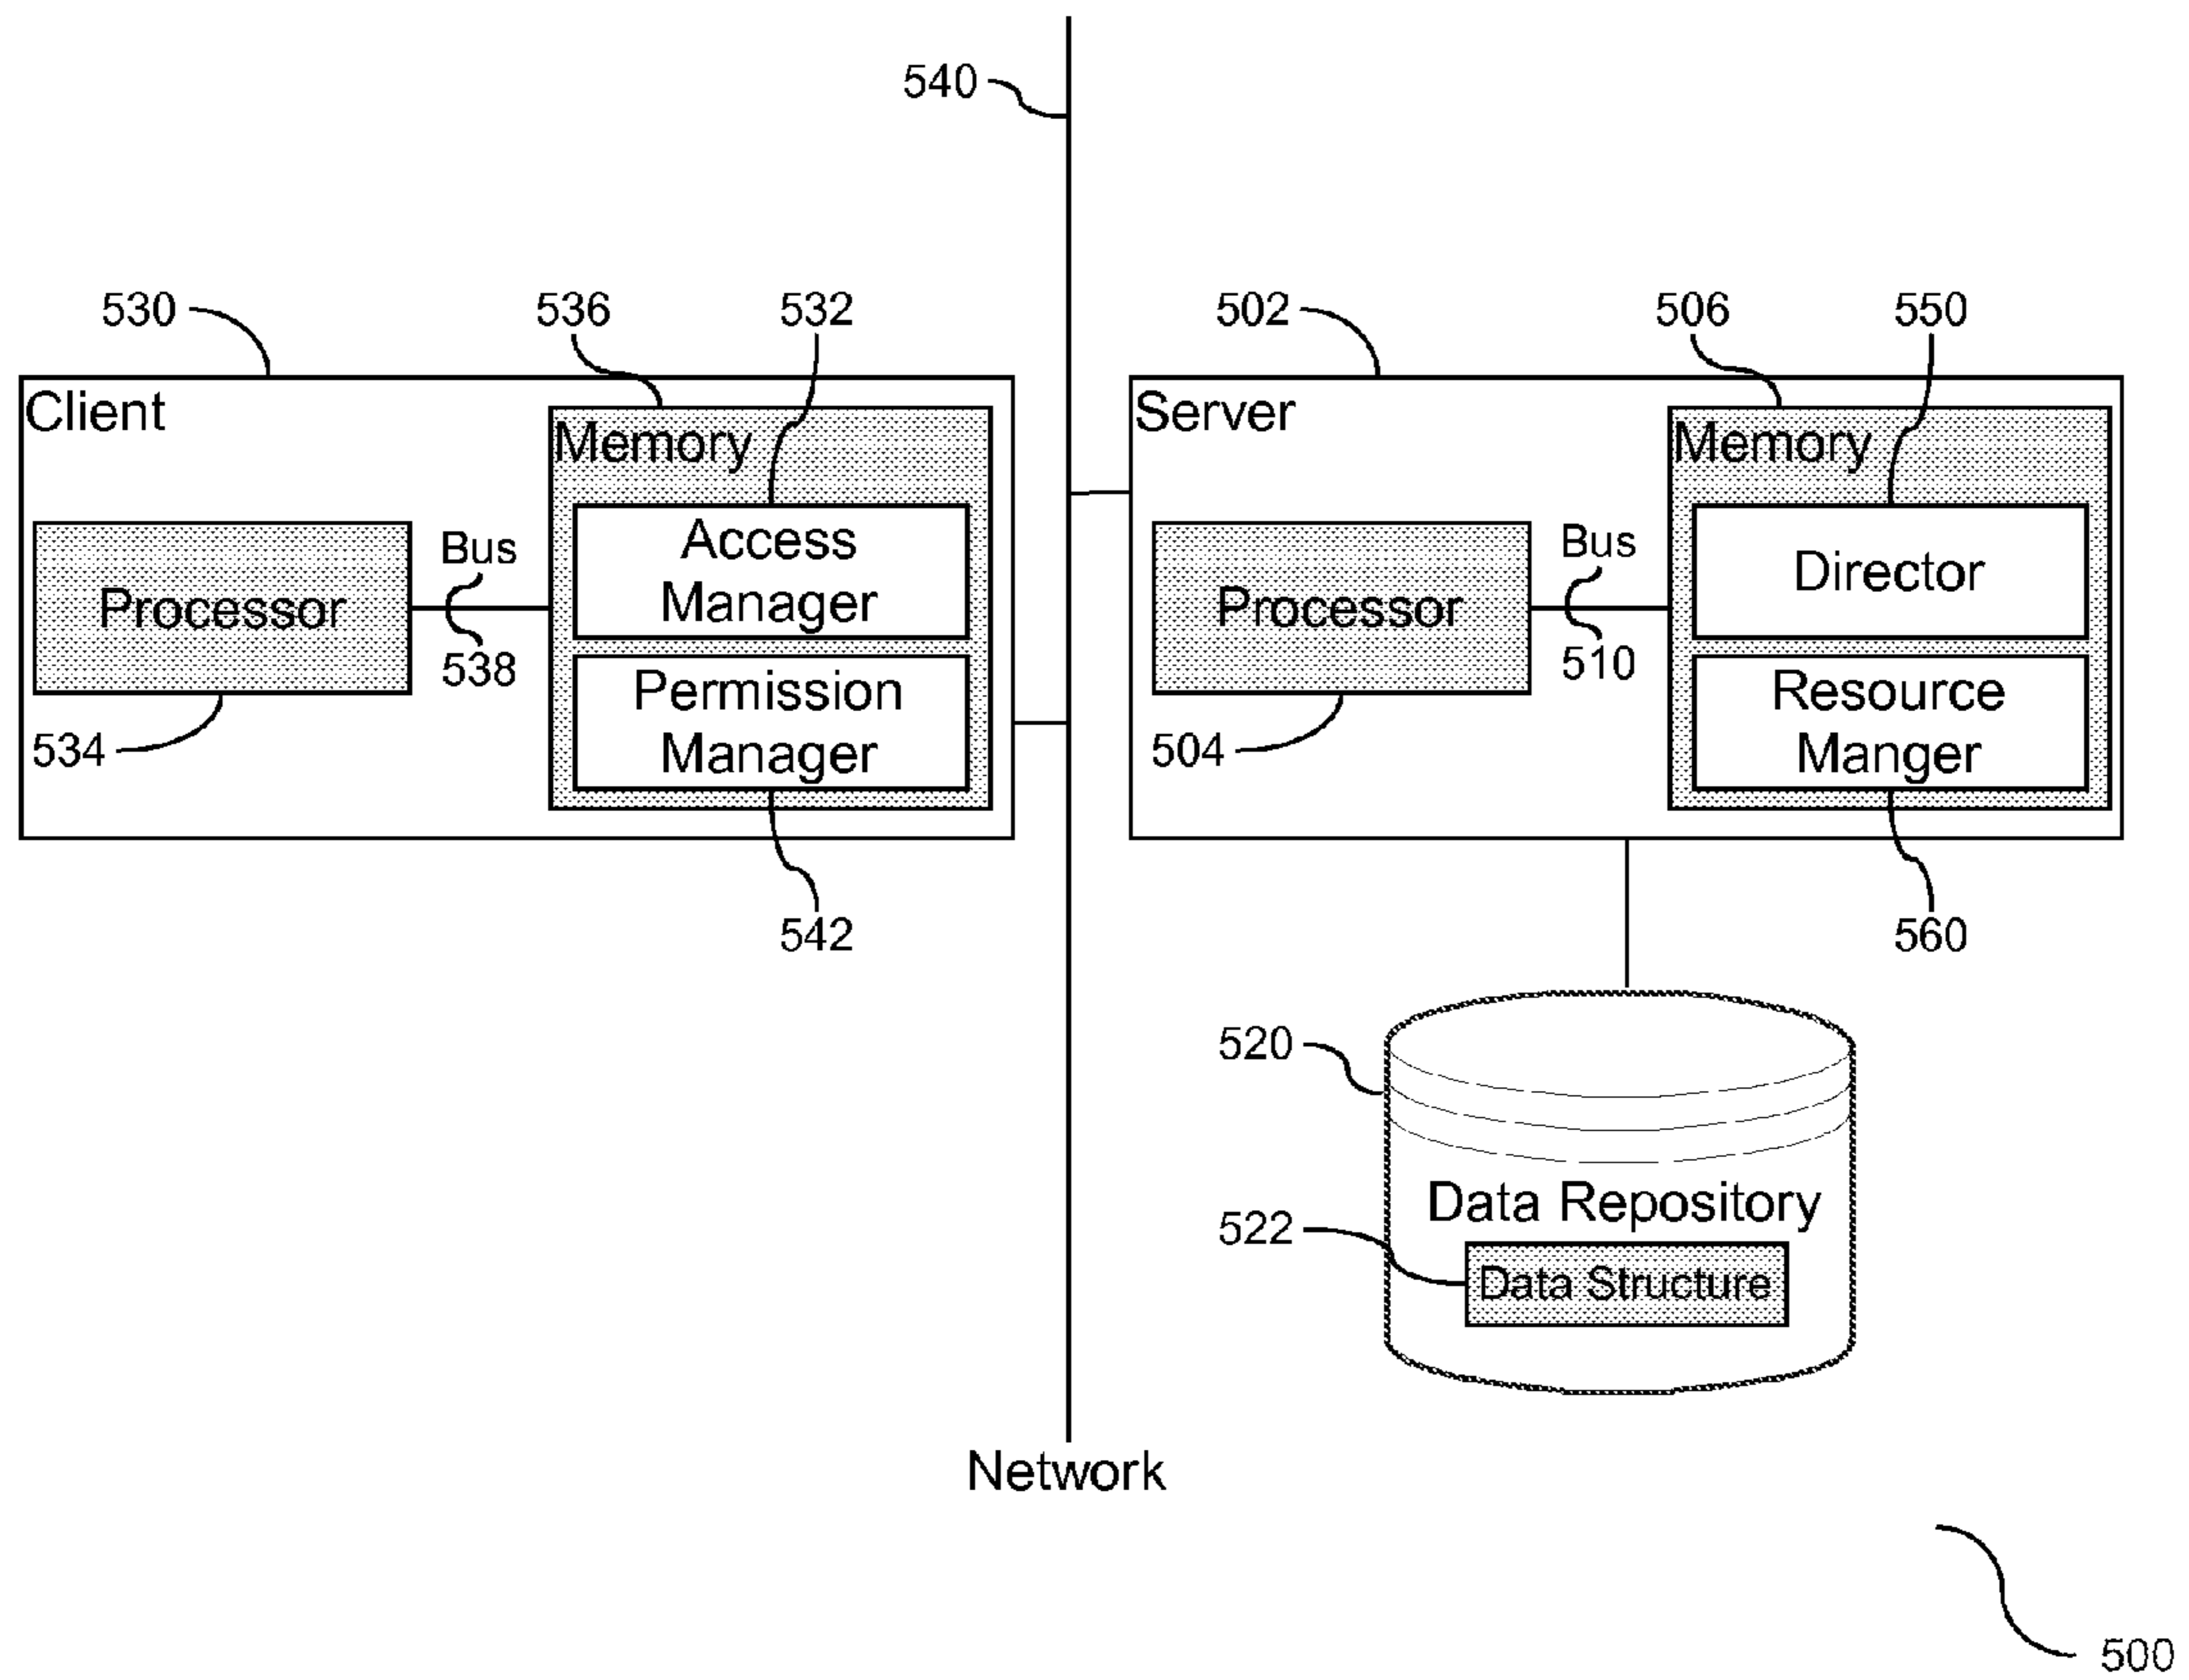 540
530
536
532
502
506
550
Client
Memory
Access
Manager
Processor
Bus
538
Permission
Manager
534
542
Server
Memory
Director
Processor
Bus
510
Resource
Manger
504
560
520
Data Repository
522
Data Structure
Network
500